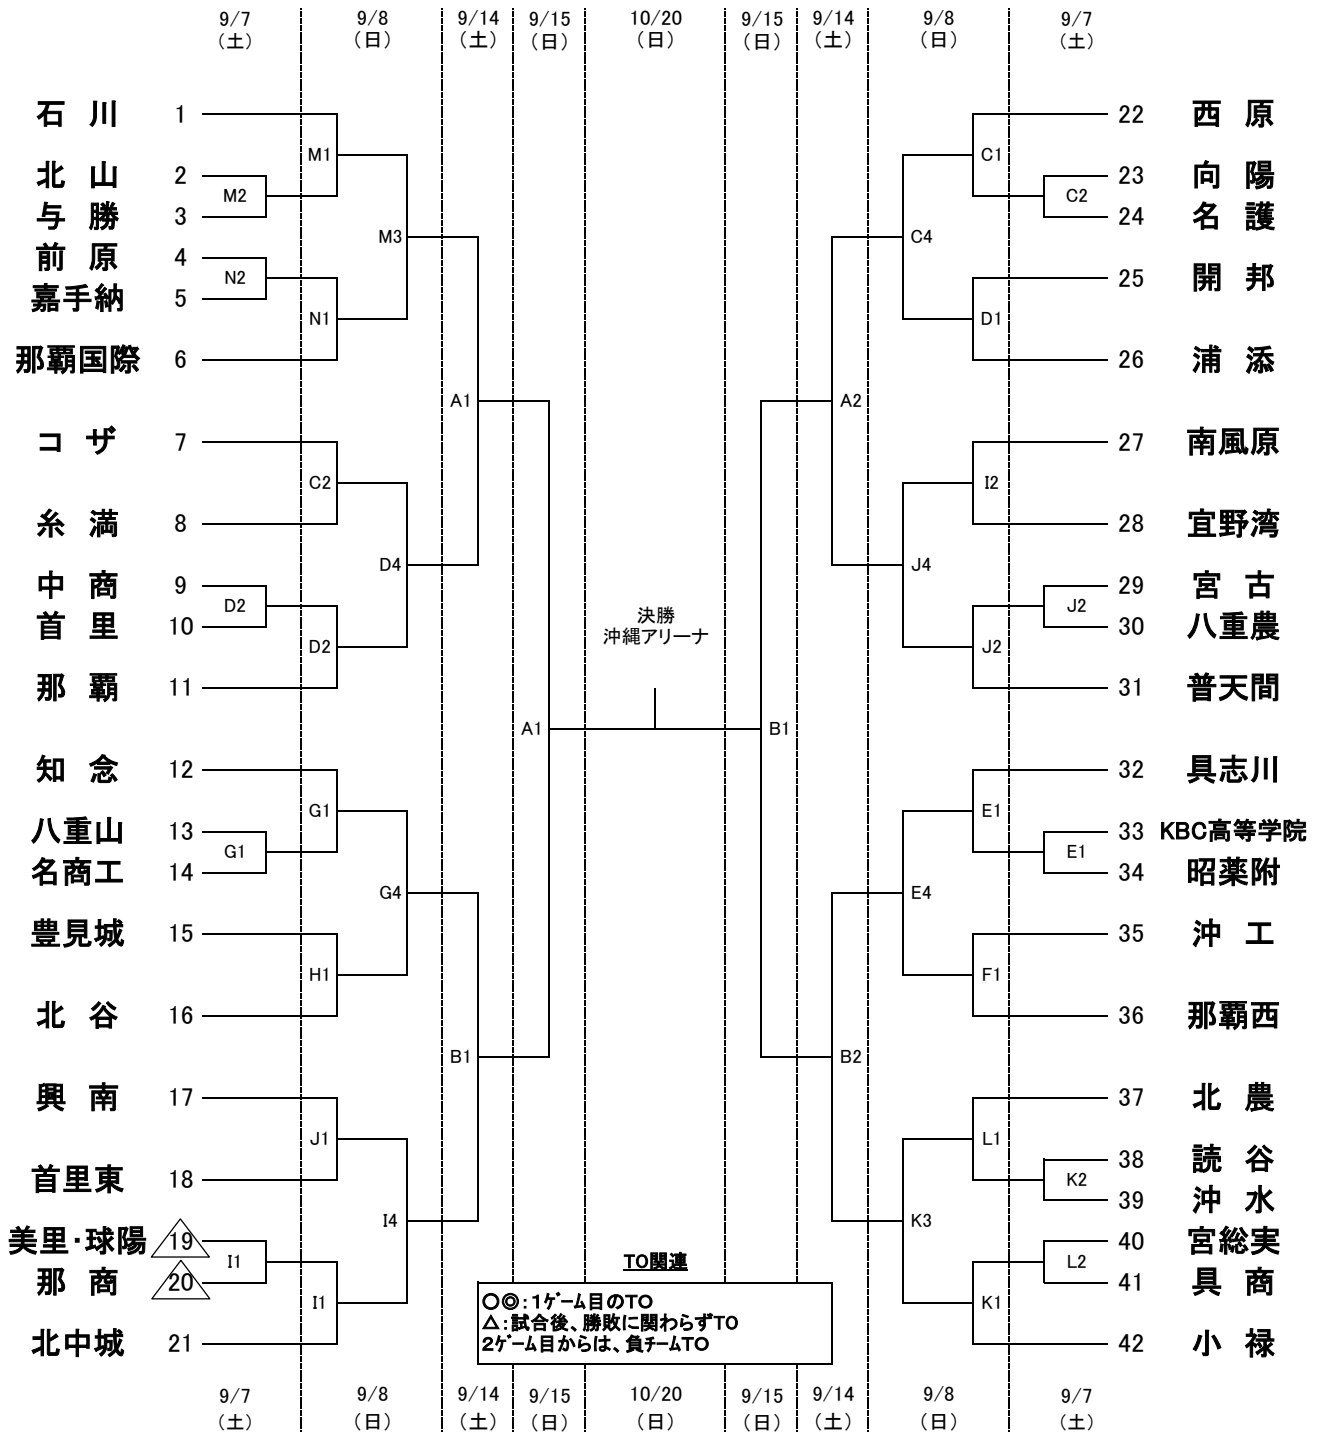 9/7 9/8 9/14 9/15 10/20 9/15 9/14 9/8 9/7
(土) (日) (土) (日) (日) (日) (土) (日) (土)
石 川 1 22 西 原
M1 C1
北 山 2 23 向 陽
M2 C2
与 勝 3 24 名 護
M3 C4
前 原 4
N2 25 開 邦
嘉手納 5
N1 D1
那覇国際 6 26 浦 添
A1 A2
コ ザ 7 27 南風原
C2 I2
糸 満 8 28 宜野湾
D4 J4
中 商 9 29 宮 古
D2 J2
決勝
首 里 10 30 八重農
沖縄アリーナ
D2 J2
那 覇 11 31 普天間
A1 B1
知 念 12 32 具志川
G1 E1
八重山 13 33 KBC高等学院
G1 E1
名商工 14 34 昭薬附
G4 E4
豊見城 15 35 沖 工
H1 F1
北 谷 16 36 那覇西
B1 B2
興 南 17 37 北 農
J1 L1
38 読 谷
首里東 18 K2
39 沖 水
I4 K3
美里・球陽 19 40 宮総実
I1 L2
TO関連
那 商 20 41 具 商
I1 K1
○◎:1ゲーム目のTO
△:試合後、勝敗に関わらずTO
2ゲーム目からは、負チームTO
北中城 21 42 小 禄
9/7 9/8 9/14 9/15 10/20 9/15 9/14 9/8 9/7
(土) (日) (土) (日) (日) (日) (土) (日) (土)